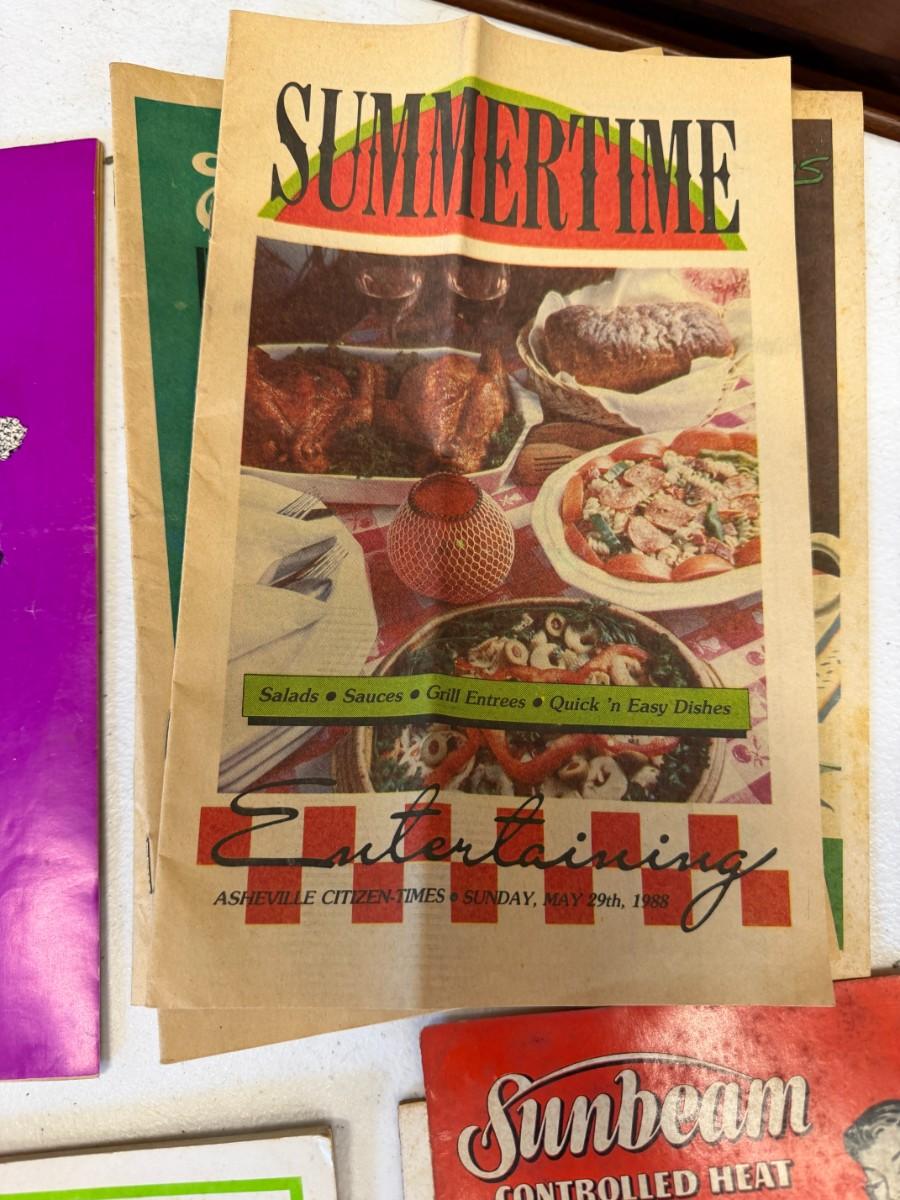 SUMMERTIME
Salads • Sauces • Grill Entrees • Quick 'n Easy Dishes
Entertaining
ASHEVILLE CITIZEN-TIMES • SUNDAY, MAY 29th, 1988
Sunbeam
CONTROLLED HEAT